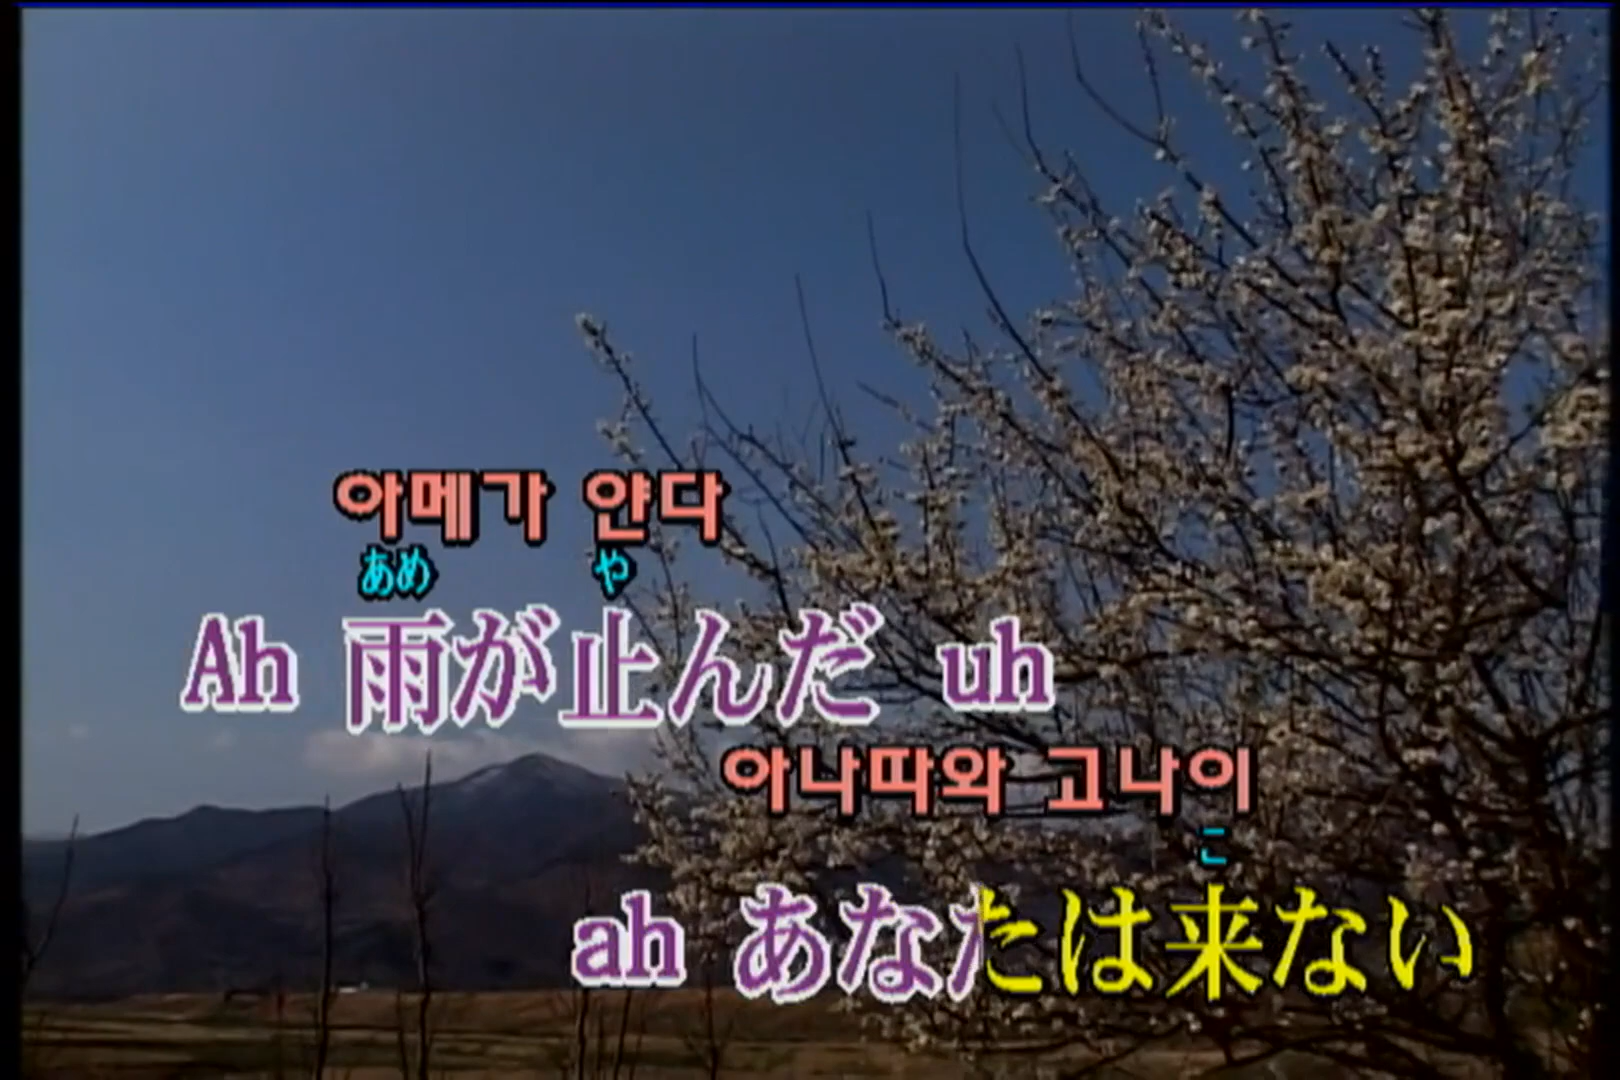 아메가 얀다
あめ や
Ah 雨が止んだ uh
아나따와 고나이
こ
ah あなたは来ない